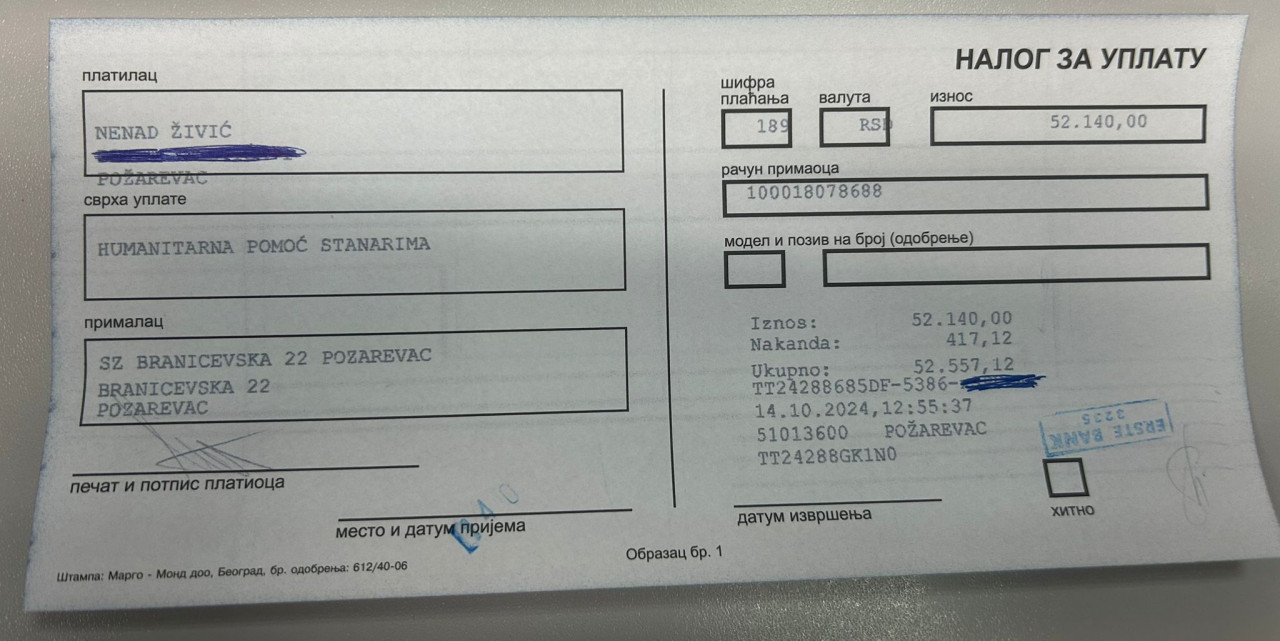 НАЛОГ ЗА УПЛАТУ
платилац
NENAD ŽIVIĆ
POŽAREVAC
сврха уплате
HUMANITARNA POMOĆ STANARIMA
прималац
SZ BRANICEVSKA 22 POZAREVAC
BRANICEVSKA 22
POZAREVAC
печат и потпис платиоца
место и датум пријема
шифра
плаћања
валута
износ
189
RSD
52.140,00
рачун примаоца
100018078688
модел и позив на број (одобрење)
Iznos: 52.140,00
Nakanda: 417,12
Ukupno: 52.557,12
TT24288685DF-5386-
14.10.2024,12:55:37
51013600 POŽAREVAC
TT24288GK1N0
ERSTE BANK
3235
датум извршења
хитно
Образац бр. 1
Штампа: Марго - Монд доо, Београд, бр. одобрења: 612/40-06